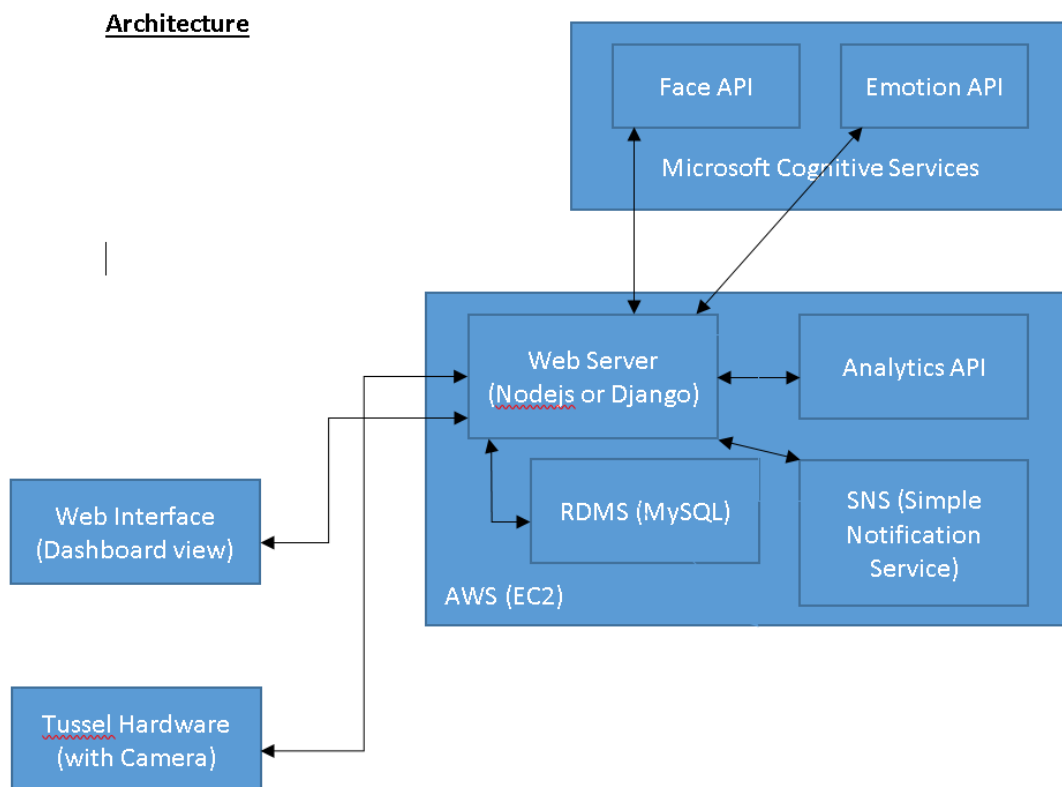 Architecture
Face API
Emotion API
Microsoft Cognitive Services
Web Server
(Nodejs or Django)
Analytics API
RDMS (MySQL)
SNS (Simple
Notification
Service)
AWS (EC2)
Web Interface
(Dashboard view)
Tussel Hardware
(with Camera)